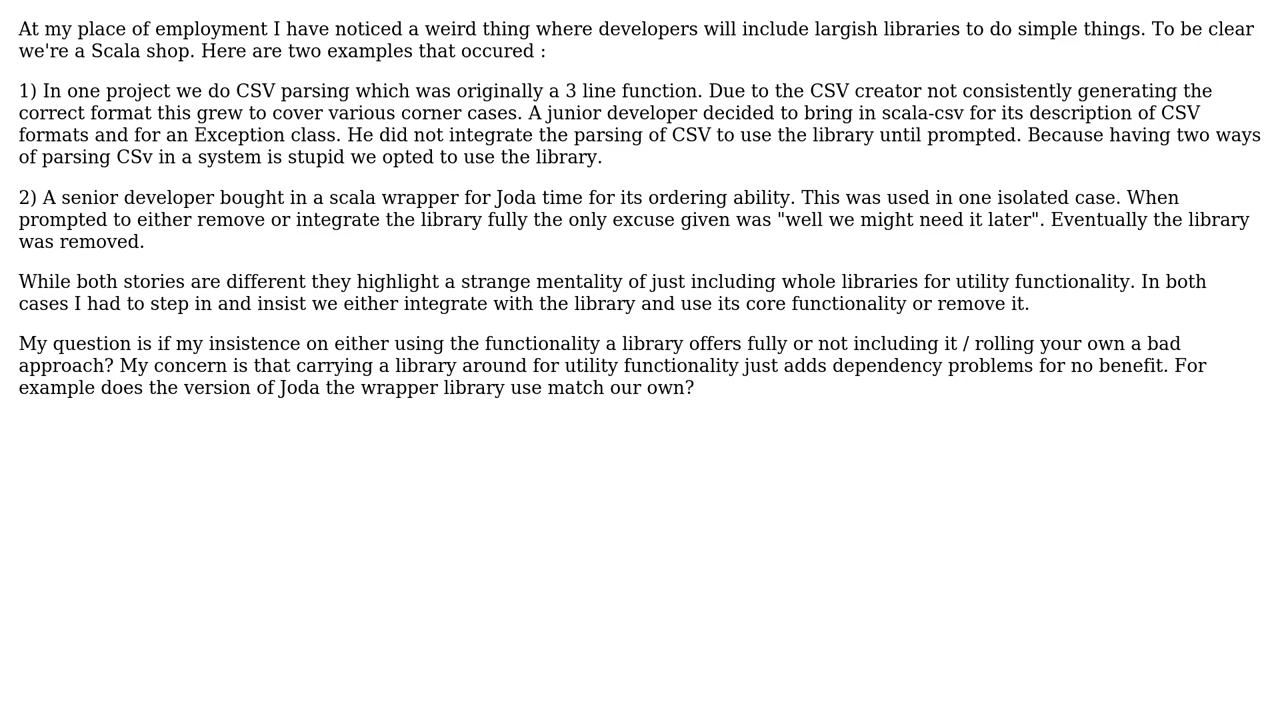 At my place of employment I have noticed a weird thing where developers will include largish libraries to do simple things. To be clear
we're a Scala shop. Here are two examples that occured :
1) In one project we do CSV parsing which was originally a 3 line function. Due to the CSV creator not consistently generating the
correct format this grew to cover various corner cases. A junior developer decided to bring in scala-csv for its description of CSV
formats and for an Exception class. He did not integrate the parsing of CSV to use the library until prompted. Because having two ways
of parsing CSv in a system is stupid we opted to use the library.
2) A senior developer bought in a scala wrapper for Joda time for its ordering ability. This was used in one isolated case. When
prompted to either remove or integrate the library fully the only excuse given was "well we might need it later". Eventually the library
was removed.
While both stories are different they highlight a strange mentality of just including whole libraries for utility functionality. In both
cases I had to step in and insist we either integrate with the library and use its core functionality or remove it.
My question is if my insistence on either using the functionality a library offers fully or not including it / rolling your own a bad
approach? My concern is that carrying a library around for utility functionality just adds dependency problems for no benefit. For
example does the version of Joda the wrapper library use match our own?